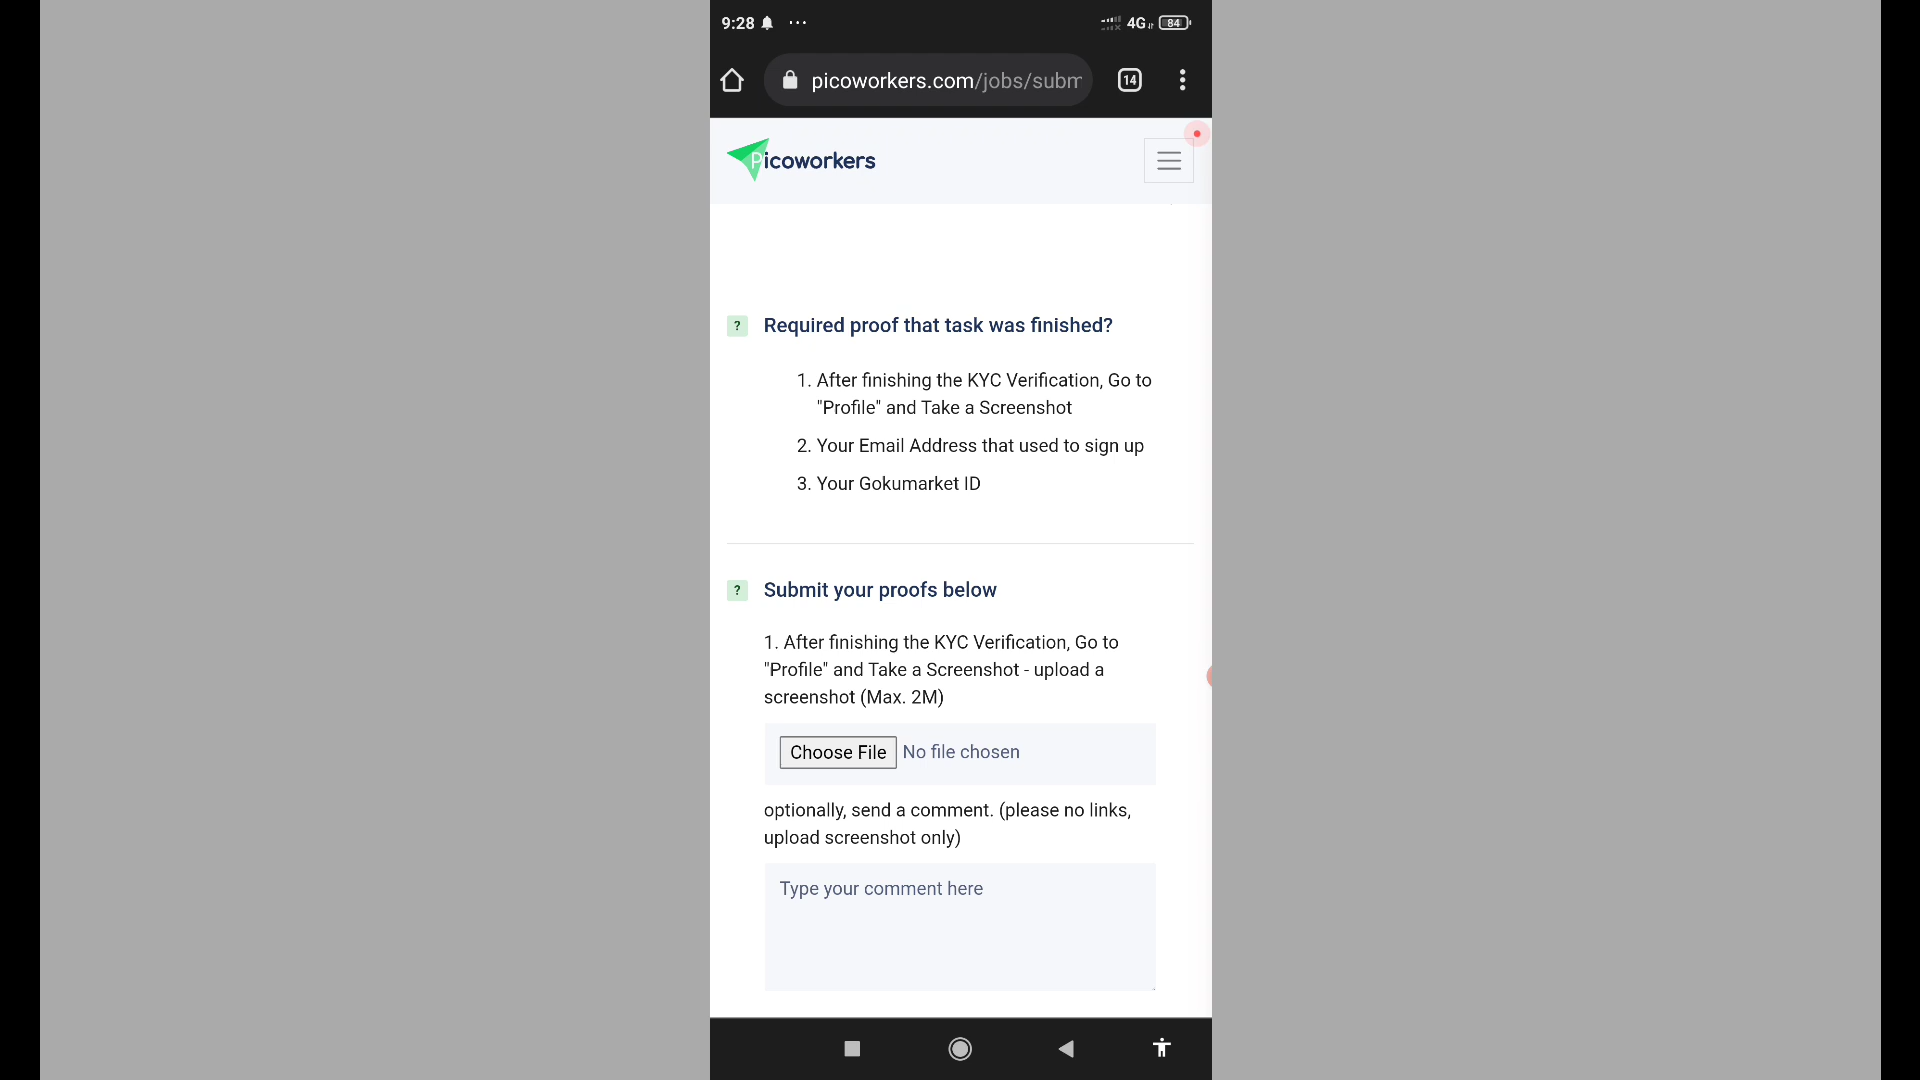 9:28 ... 4G 84
picoworkers.com/jobs/subm 14
Picoworkers
? Required proof that task was finished?
1. After finishing the KYC Verification, Go to
"Profile" and Take a Screenshot
2. Your Email Address that used to sign up
3. Your Gokumarket ID
? Submit your proofs below
1. After finishing the KYC Verification, Go to
"Profile" and Take a Screenshot - upload a
screenshot (Max. 2M)
Choose File No file chosen
optionally, send a comment. (please no links,
upload screenshot only)
Type your comment here